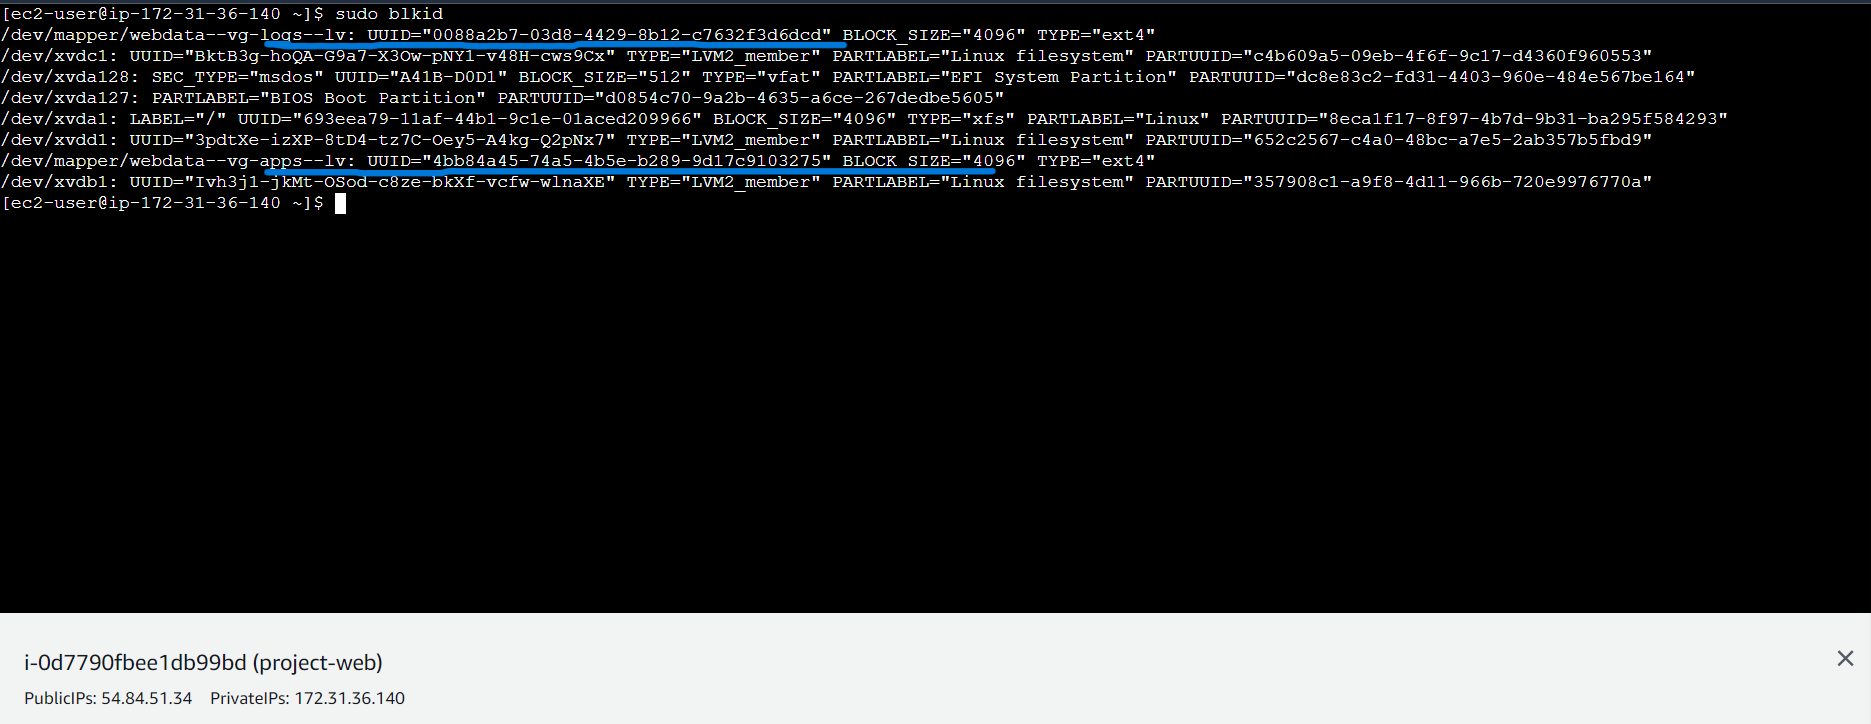 [ec2-user@ip-172-31-36-140 ~]$ sudo blkid
/dev/mapper/webdata--vg-logs--lv: UUID="0088a2b7-03d8-4429-8b12-c7632f3d6dcd" BLOCK_SIZE="4096" TYPE="ext4"
/dev/xvdc1: UUID="BktB3g-hoQA-G9a7-X3Ow-pNY1-v48H-cws9Cx" TYPE="LVM2_member" PARTLABEL="Linux filesystem" PARTUUID="c4b609a5-09eb-4f6f-9c17-d4360f960553"
/dev/xvda128: SEC_TYPE="msdos" UUID="A41B-D0D1" BLOCK_SIZE="512" TYPE="vfat" PARTLABEL="EFI System Partition" PARTUUID="dc8e83c2-fd31-4403-960e-484e567be164"
/dev/xvda127: PARTLABEL="BIOS Boot Partition" PARTUUID="d0854c70-9a2b-4635-a6ce-267dedbe5605"
/dev/xvda1: LABEL="/" UUID="693eea79-11af-44b1-9c1e-01aced209966" BLOCK_SIZE="4096" TYPE="xfs" PARTLABEL="Linux" PARTUUID="8eca1f17-8f97-4b7d-9b31-ba295f584293"
/dev/xvdd1: UUID="3pdtXe-izXP-8tD4-tz7C-Oey5-A4kg-Q2pNx7" TYPE="LVM2_member" PARTLABEL="Linux filesystem" PARTUUID="652c2567-c4a0-48bc-a7e5-2ab357b5fbd9"
/dev/mapper/webdata--vg-apps--lv: UUID="4bb84a45-74a5-4b5e-b289-9d17c9103275" BLOCK_SIZE="4096" TYPE="ext4"
/dev/xvdb1: UUID="Ivh3j1-jkMt-OSod-c8ze-bkXf-vcfw-wlnaXE" TYPE="LVM2_member" PARTLABEL="Linux filesystem" PARTUUID="357908c1-a9f8-4d11-966b-720e9976770a"
[ec2-user@ip-172-31-36-140 ~]$
i-0d7790fbee1db99bd (project-web)
PublicIPs: 54.84.51.34 PrivateIPs: 172.31.36.140